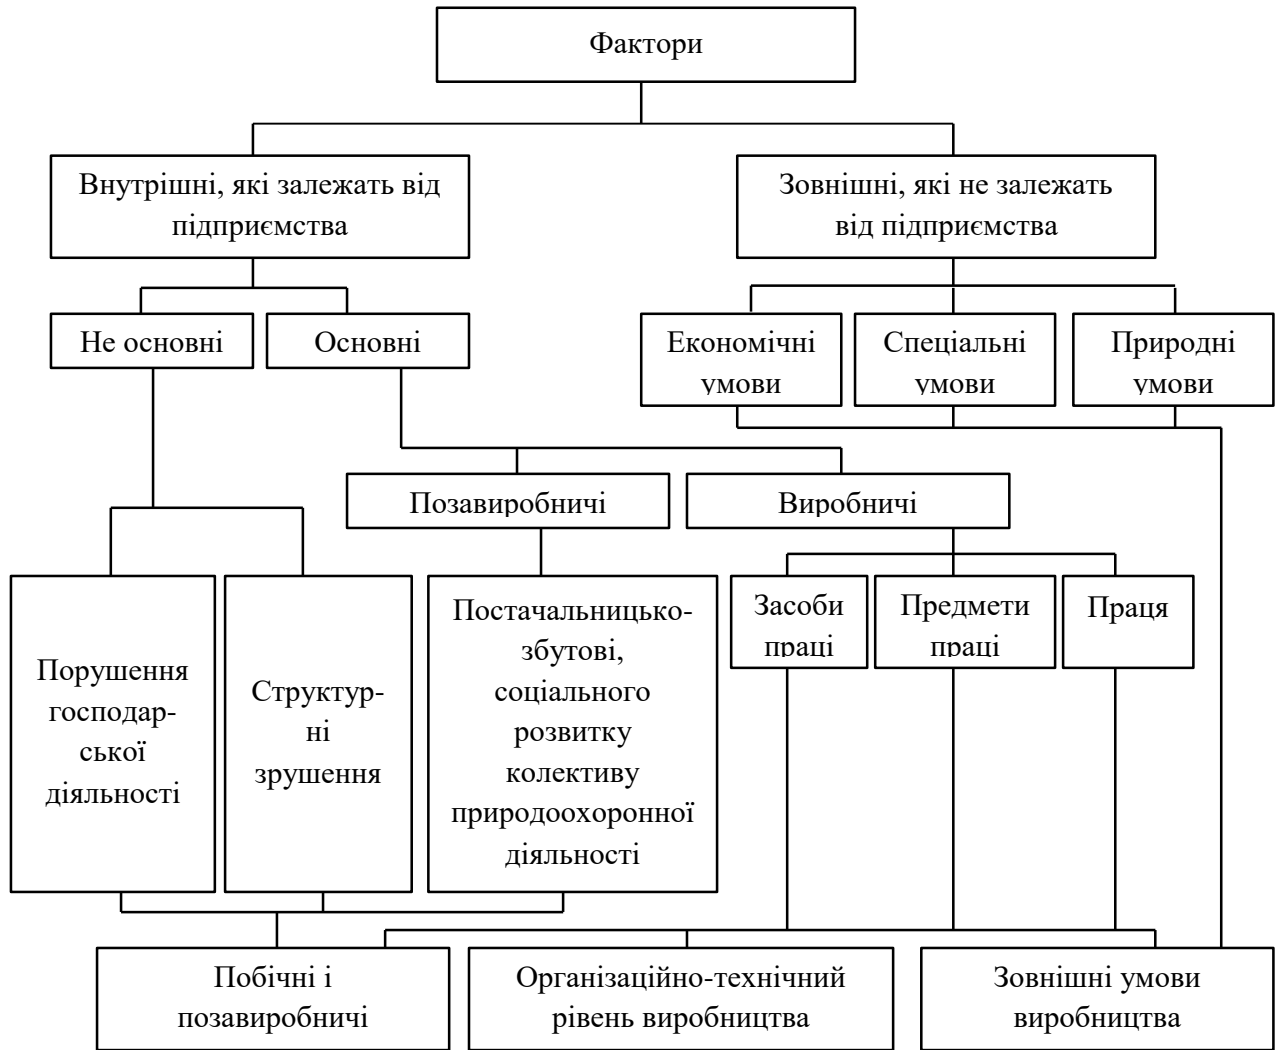 Фактори
Внутрішні, які залежать від
підприємства
Зовнішні, які не залежать
від підприємства
Не основні
Основні
Економічні
умови
Спеціальні
умови
Природні
умови
Позавиробничі
Виробничі
Порушення
господар-
ської
діяльності
Структур-
ні
зрушення
Постачальницько-
збутові,
соціального
розвитку
колективу
природоохоронної
діяльності
Засоби
праці
Предмети
праці
Праця
Побічні і
позавиробничі
Організаційно-технічний
рівень виробництва
Зовнішні умови
виробництва